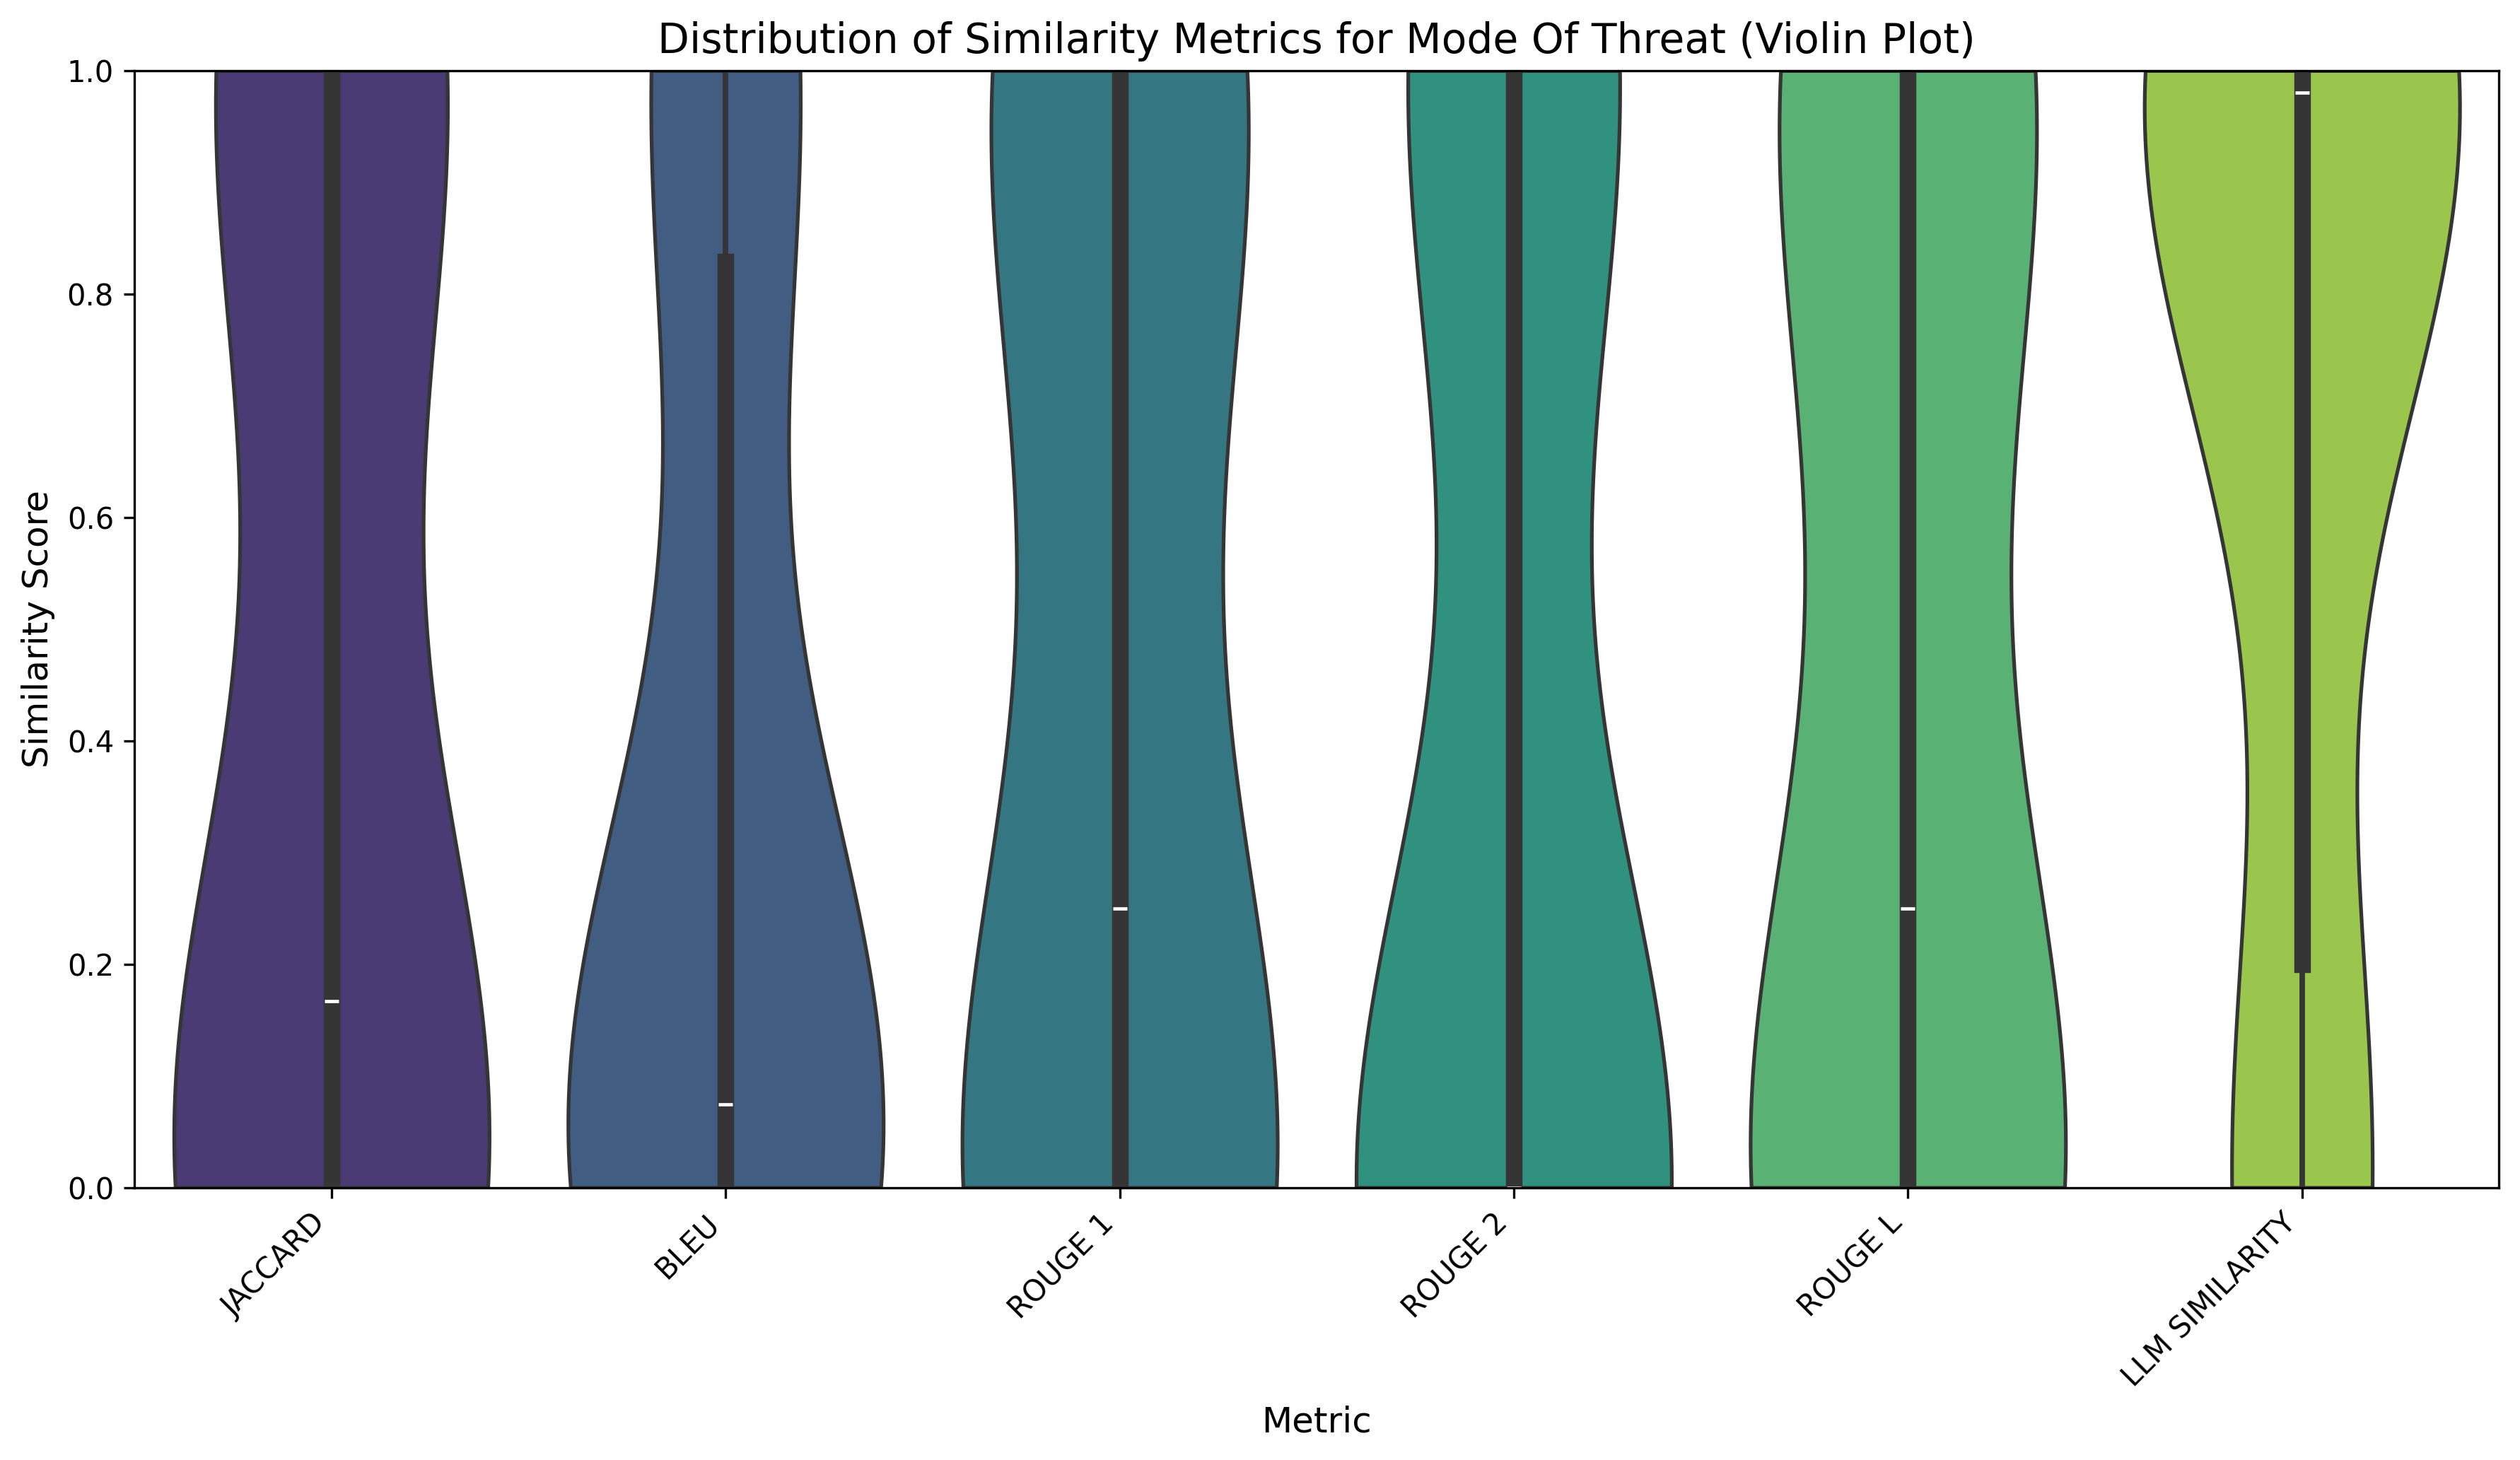 Distribution of Similarity Metrics for Mode Of Threat (Violin Plot)
1.0
0.8
0.6
0.4
0.2
0.0
Similarity Score
JACCARD
BLEU
ROUGE 1
ROUGE 2
ROUGE L
LLM SIMILARITY
Metric